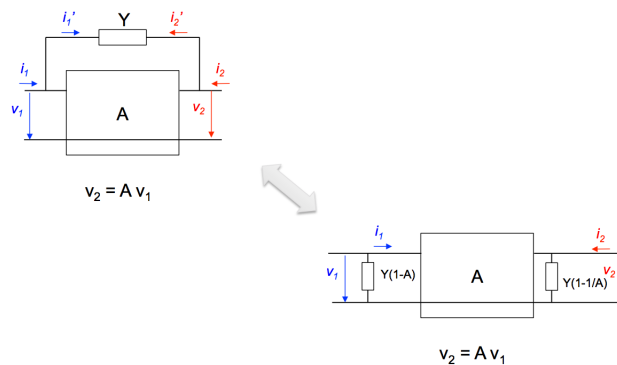 i1' Y i2'
i1 i2
v1 A v2
v2 = A v1
i1 i2
v1 Y(1-A) A Y(1-1/A) v2
v2 = A v1